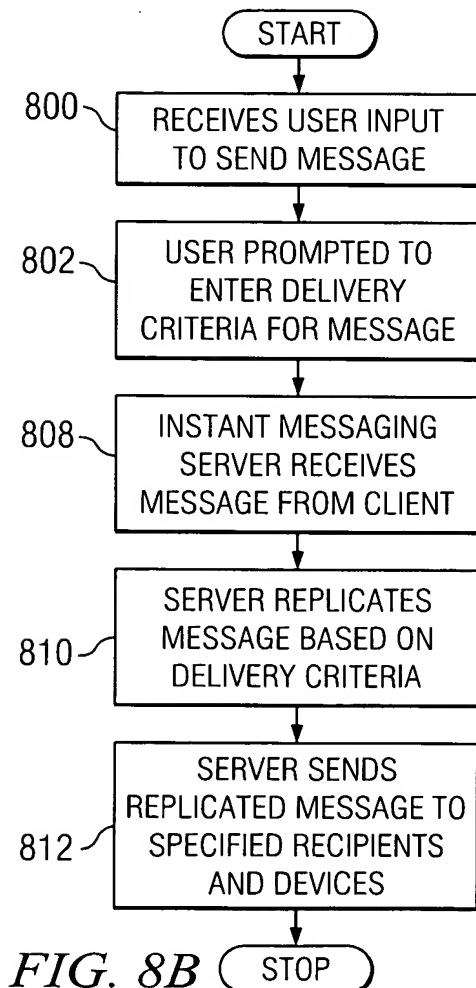 START
800
RECEIVES USER INPUT
TO SEND MESSAGE
802
USER PROMPTED TO
ENTER DELIVERY
CRITERIA FOR MESSAGE
808
INSTANT MESSAGING
SERVER RECEIVES
MESSAGE FROM CLIENT
810
SERVER REPLICATES
MESSAGE BASED ON
DELIVERY CRITERIA
812
SERVER SENDS
REPLICATED MESSAGE TO
SPECIFIED RECIPIENTS
AND DEVICES
FIG. 8B
STOP